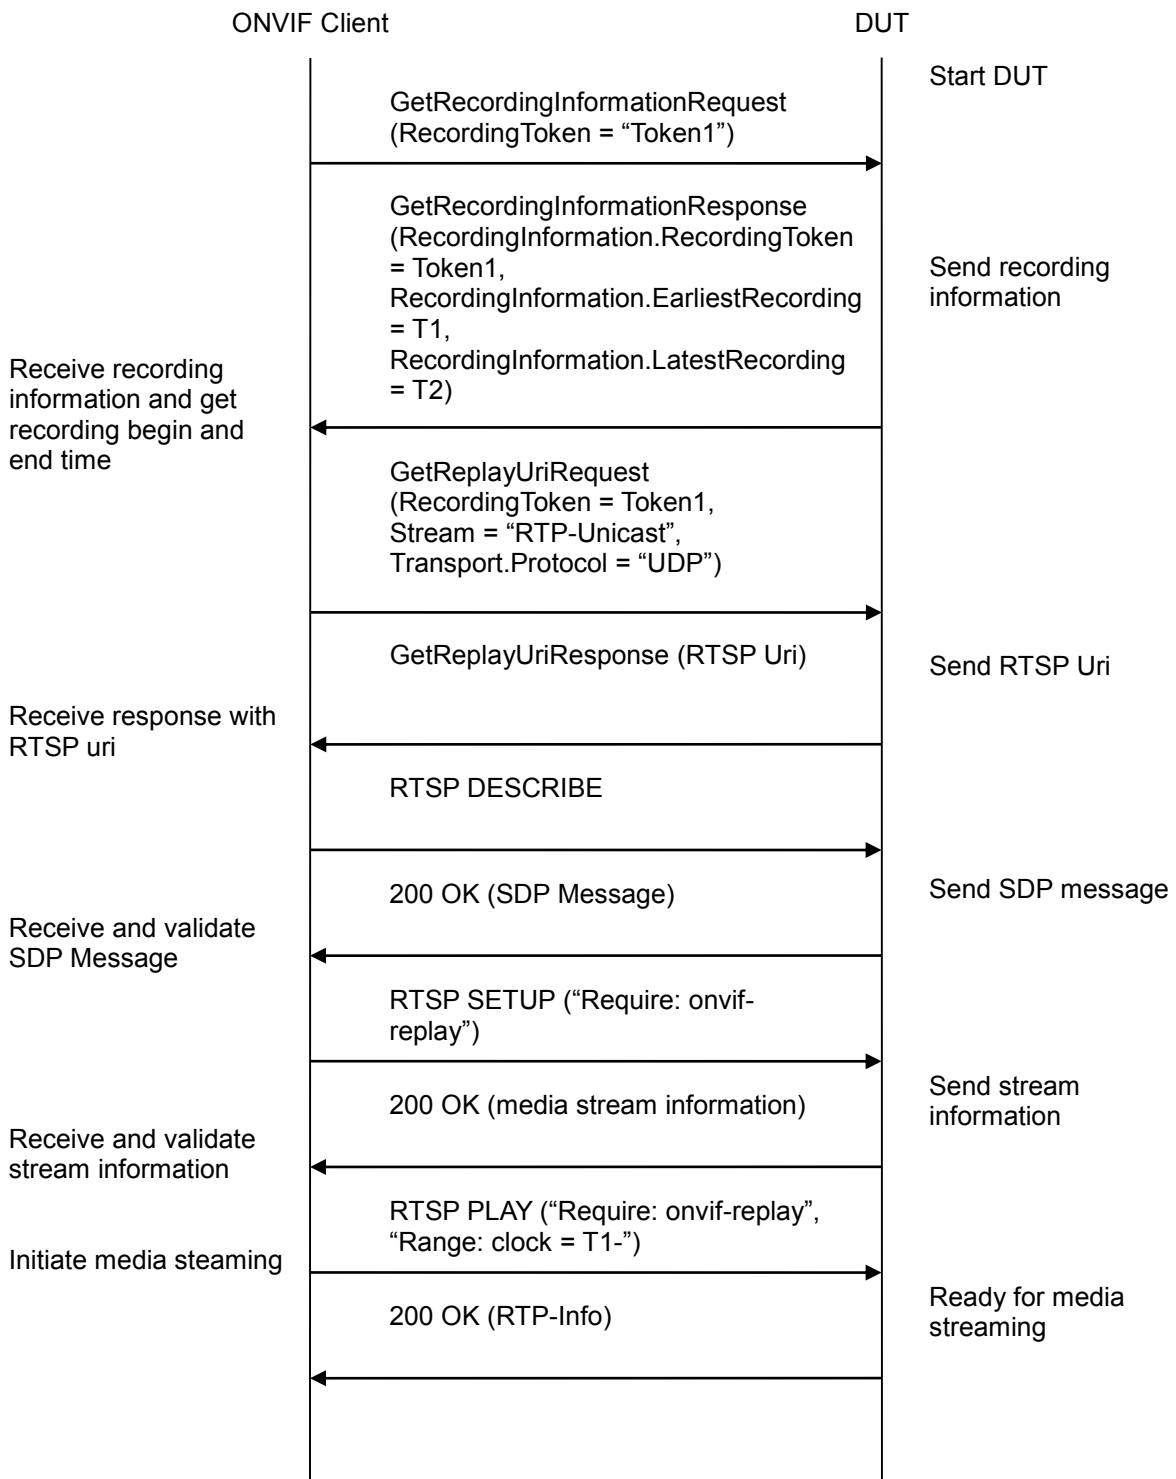 ONVIF Client
DUT
Start DUT
GetRecordingInformationRequest
(RecordingToken = “Token1”)
GetRecordingInformationResponse
(RecordingInformation.RecordingToken
= Token1,
RecordingInformation.EarliestRecording
= T1,
RecordingInformation.LatestRecording
= T2)
Send recording
information
Receive recording
information and get
recording begin and
end time
GetReplayUriRequest
(RecordingToken = Token1,
Stream = “RTP-Unicast”,
Transport.Protocol = “UDP”)
GetReplayUriResponse (RTSP Uri)
Send RTSP Uri
Receive response with
RTSP uri
RTSP DESCRIBE
200 OK (SDP Message)
Send SDP message
Receive and validate
SDP Message
RTSP SETUP (“Require: onvif-
replay”)
200 OK (media stream information)
Send stream
information
Receive and validate
stream information
RTSP PLAY (“Require: onvif-replay”,
“Range: clock = T1-”)
Initiate media steaming
200 OK (RTP-Info)
Ready for media
streaming